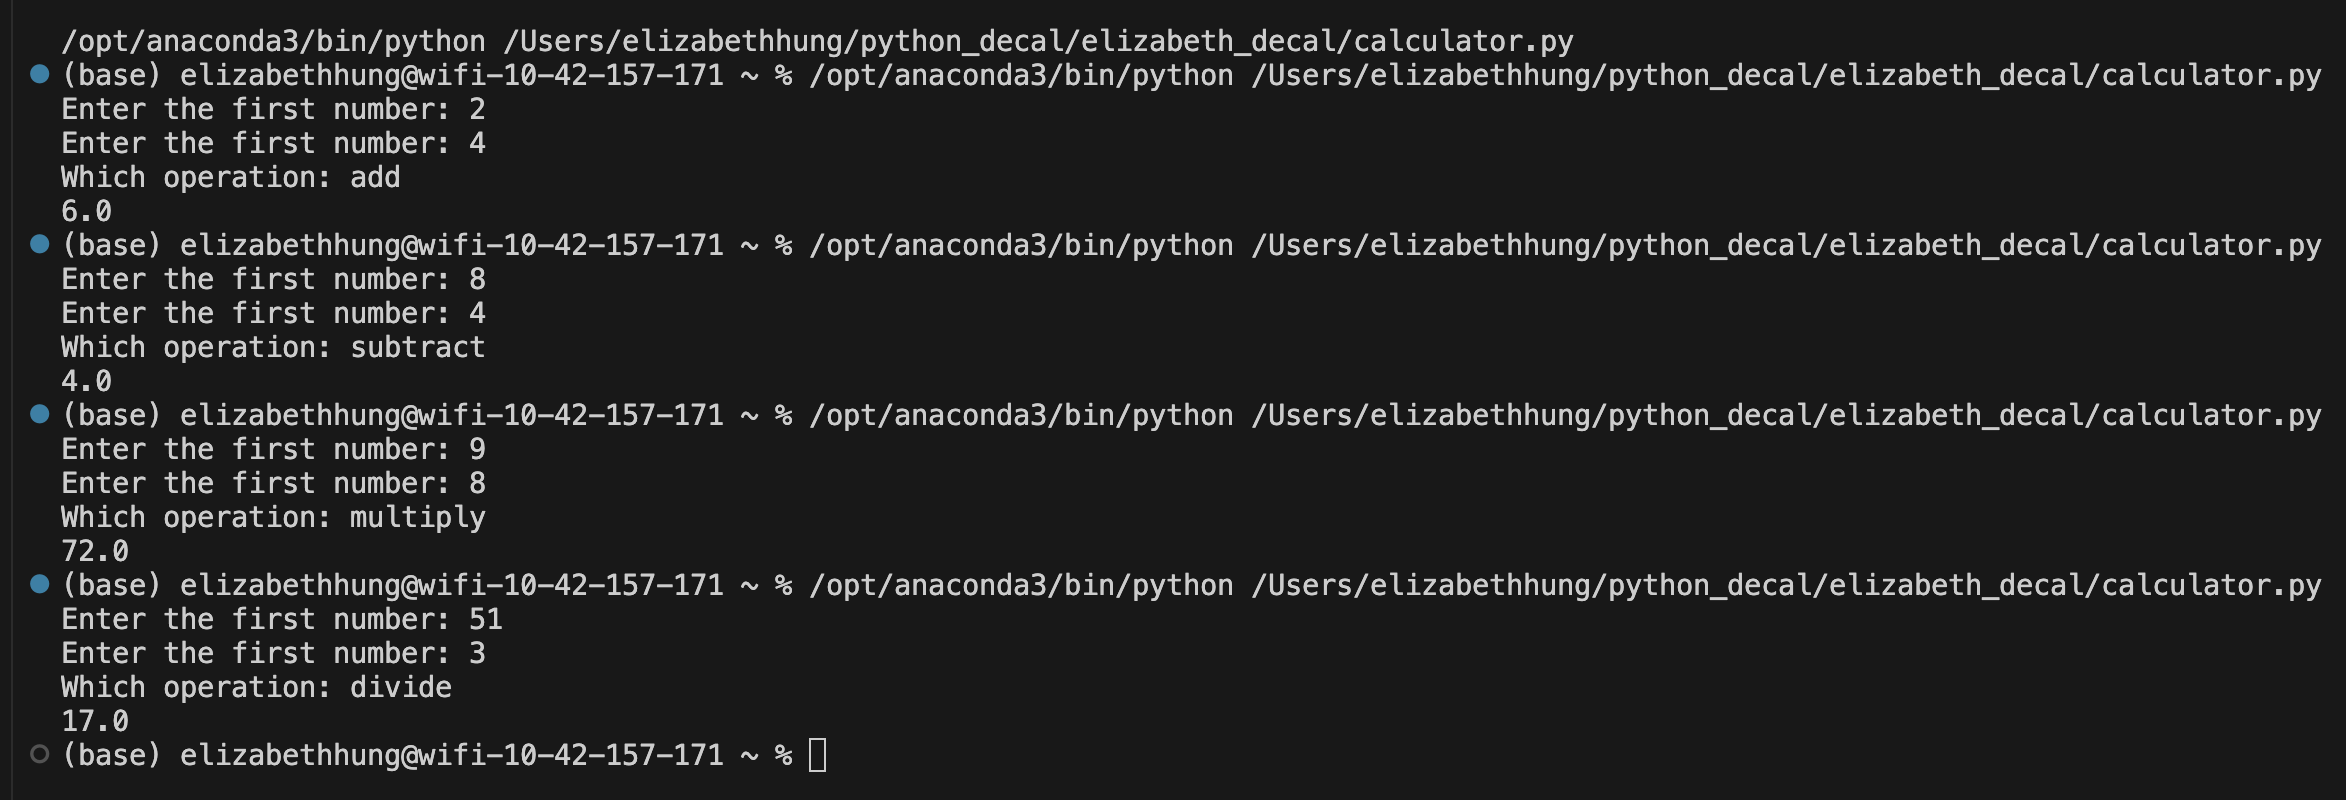 /opt/anaconda3/bin/python /Users/elizabethhung/python_decal/elizabeth_decal/calculator.py
(base) elizabethhung@wifi-10-42-157-171 ~ % /opt/anaconda3/bin/python /Users/elizabethhung/python_decal/elizabeth_decal/calculator.py
Enter the first number: 2
Enter the first number: 4
Which operation: add
6.0
(base) elizabethhung@wifi-10-42-157-171 ~ % /opt/anaconda3/bin/python /Users/elizabethhung/python_decal/elizabeth_decal/calculator.py
Enter the first number: 8
Enter the first number: 4
Which operation: subtract
4.0
(base) elizabethhung@wifi-10-42-157-171 ~ % /opt/anaconda3/bin/python /Users/elizabethhung/python_decal/elizabeth_decal/calculator.py
Enter the first number: 9
Enter the first number: 8
Which operation: multiply
72.0
(base) elizabethhung@wifi-10-42-157-171 ~ % /opt/anaconda3/bin/python /Users/elizabethhung/python_decal/elizabeth_decal/calculator.py
Enter the first number: 51
Enter the first number: 3
Which operation: divide
17.0
(base) elizabethhung@wifi-10-42-157-171 ~ %